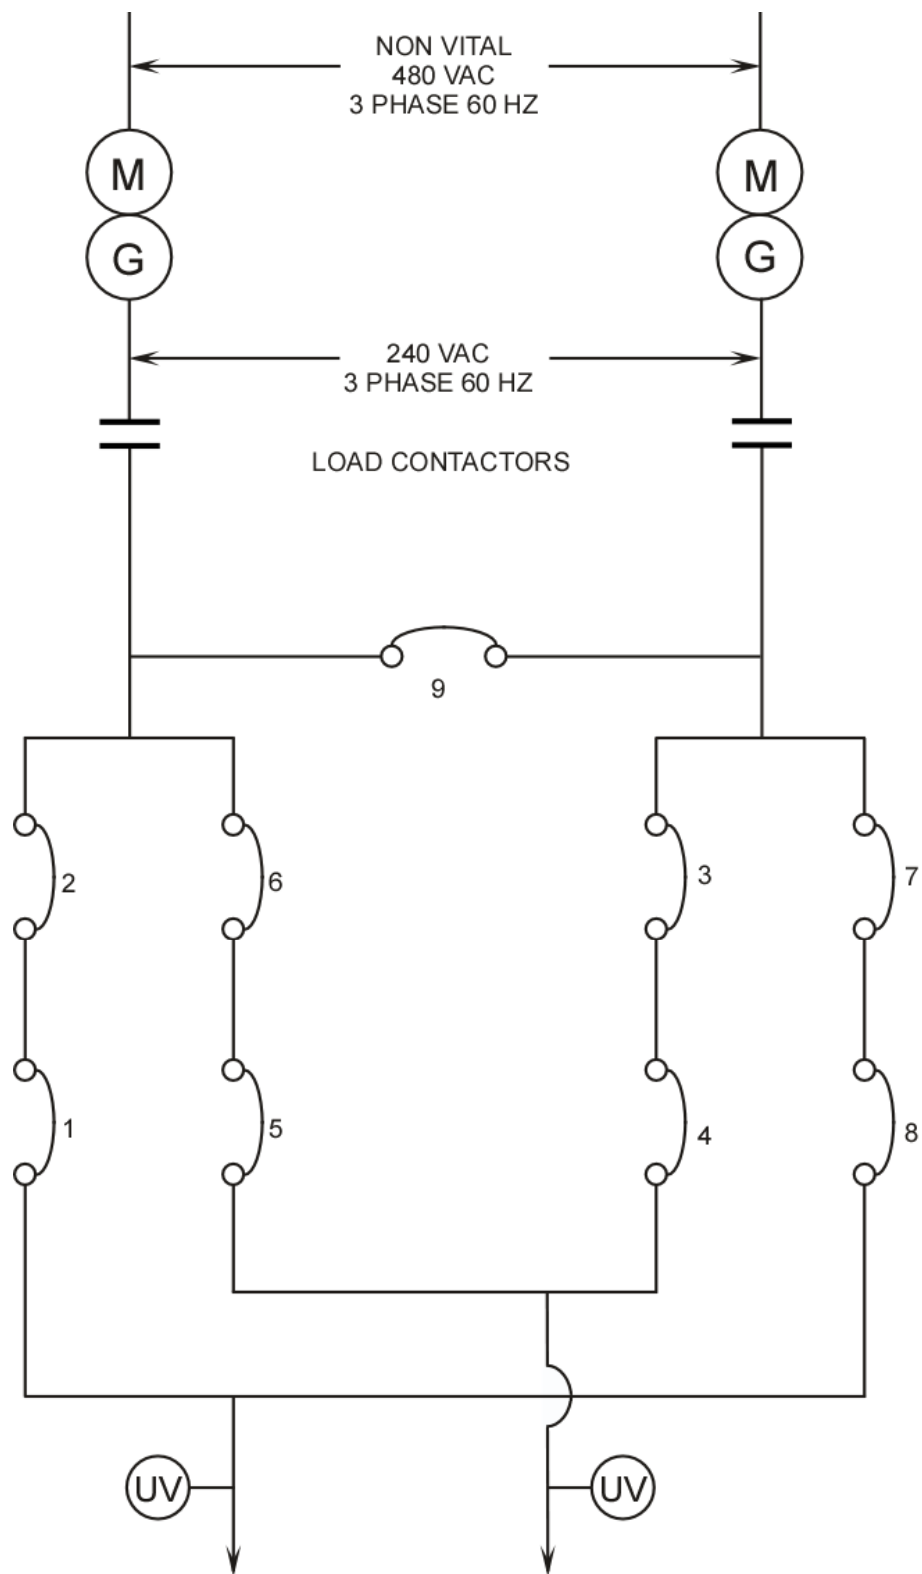 NON VITAL
480 VAC
3 PHASE 60 HZ
M
M
G
G
240 VAC
3 PHASE 60 HZ
LOAD CONTACTORS
9
2
6
3
7
1
5
4
8
UV
UV